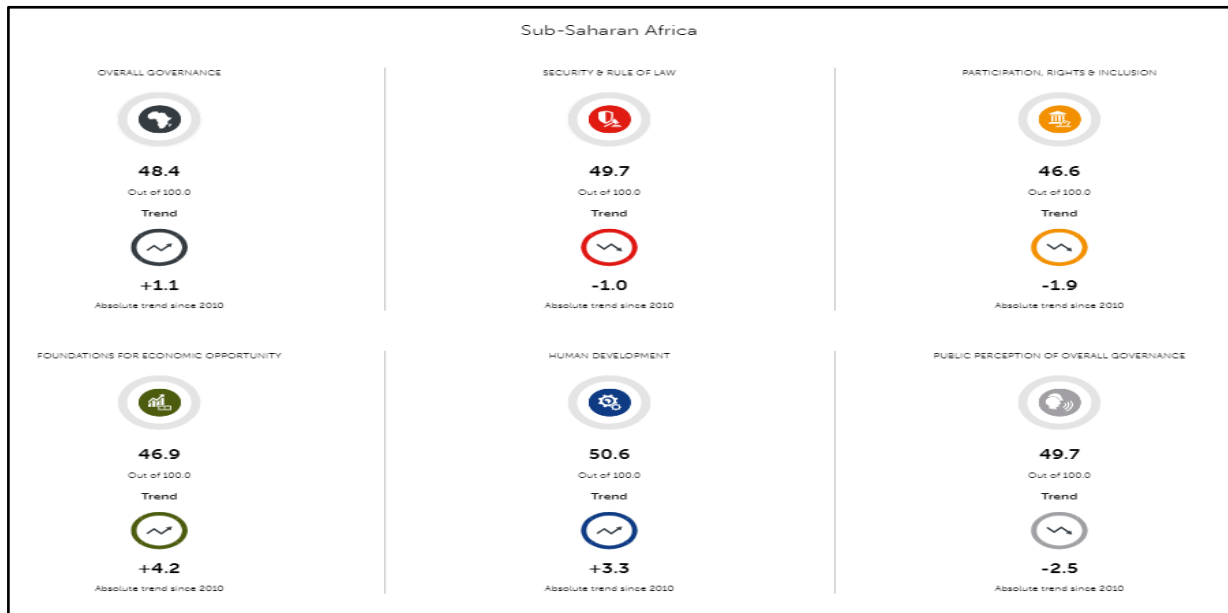 Sub-Saharan Africa
OVERALL GOVERNANCE
48.4
Out of 100.0
Trend
+1.1
Absolute trend since 2010
SECURITY & RULE OF LAW
49.7
Out of 100.0
Trend
-1.0
Absolute trend since 2010
PARTICIPATION, RIGHTS & INCLUSION
46.6
Out of 100.0
Trend
-1.9
Absolute trend since 2010
FOUNDATIONS FOR ECONOMIC OPPORTUNITY
46.9
Out of 100.0
Trend
+4.2
Absolute trend since 2010
HUMAN DEVELOPMENT
50.6
Out of 100.0
Trend
+3.3
Absolute trend since 2010
PUBLIC PERCEPTION OF OVERALL GOVERNANCE
49.7
Out of 100.0
Trend
-2.5
Absolute trend since 2010